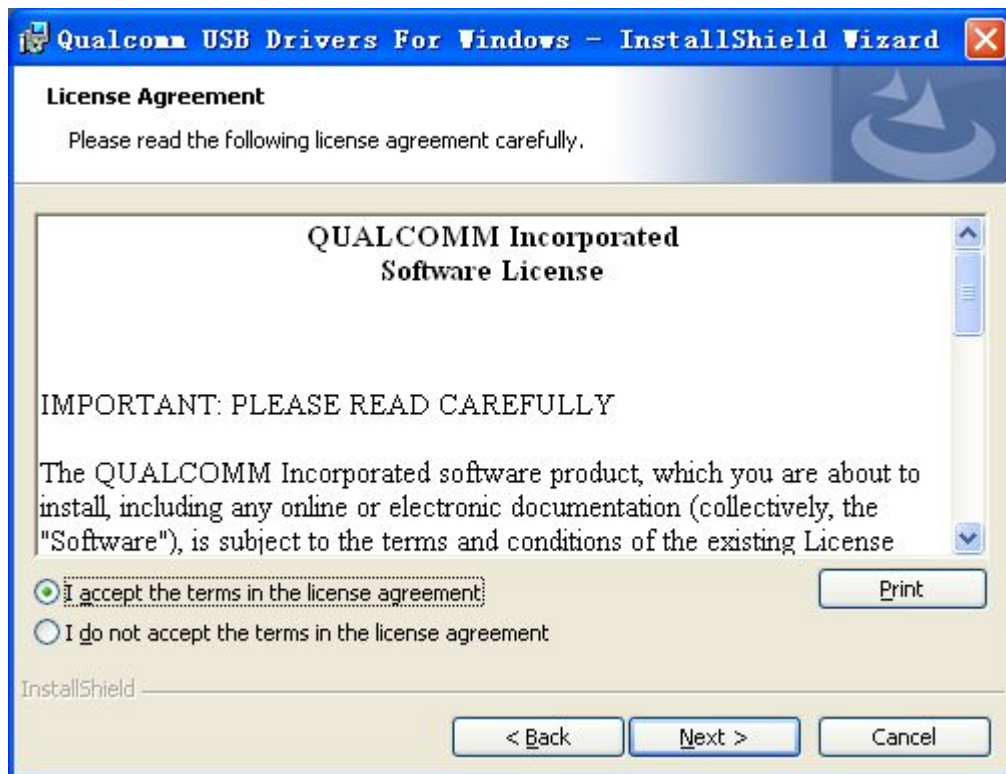 Qualcomm USB Drivers For Windows - InstallShield Wizard
License Agreement
Please read the following license agreement carefully.
QUALCOMM Incorporated
Software License
IMPORTANT: PLEASE READ CAREFULLY
The QUALCOMM Incorporated software product, which you are about to
install, including any online or electronic documentation (collectively, the
"Software"), is subject to the terms and conditions of the existing License
I accept the terms in the license agreement
Print
I do not accept the terms in the license agreement
InstallShield
< Back
Next >
Cancel